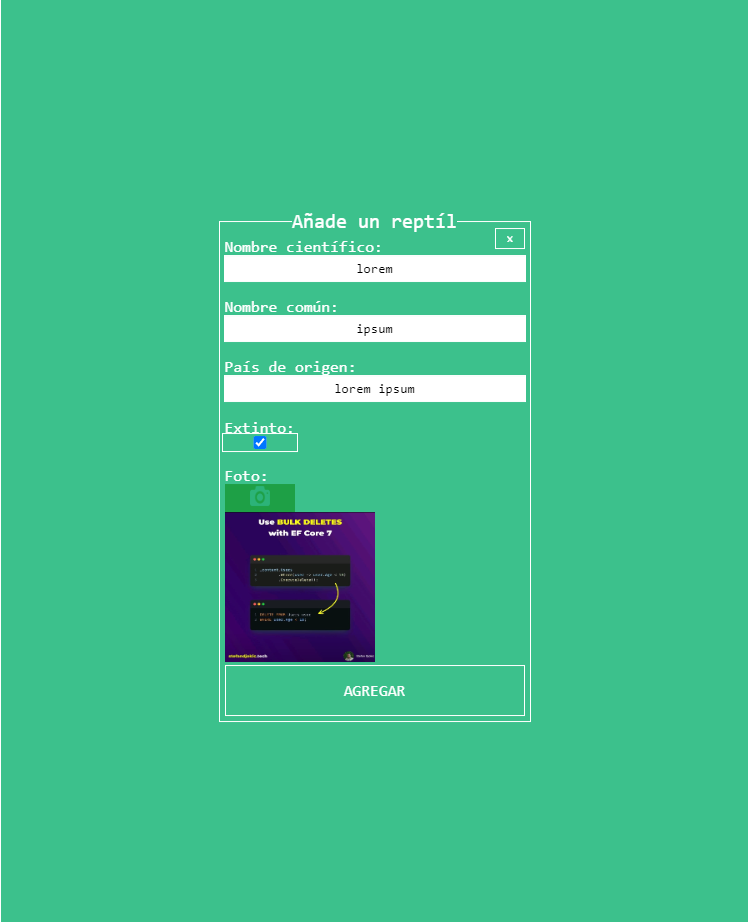 Añade un reptíl
x
Nombre científico:
lorem
Nombre común:
ipsum
País de origen:
lorem ipsum
Extinto:
Foto:
Use BULK DELETES
with EF Core 7
AGREGAR